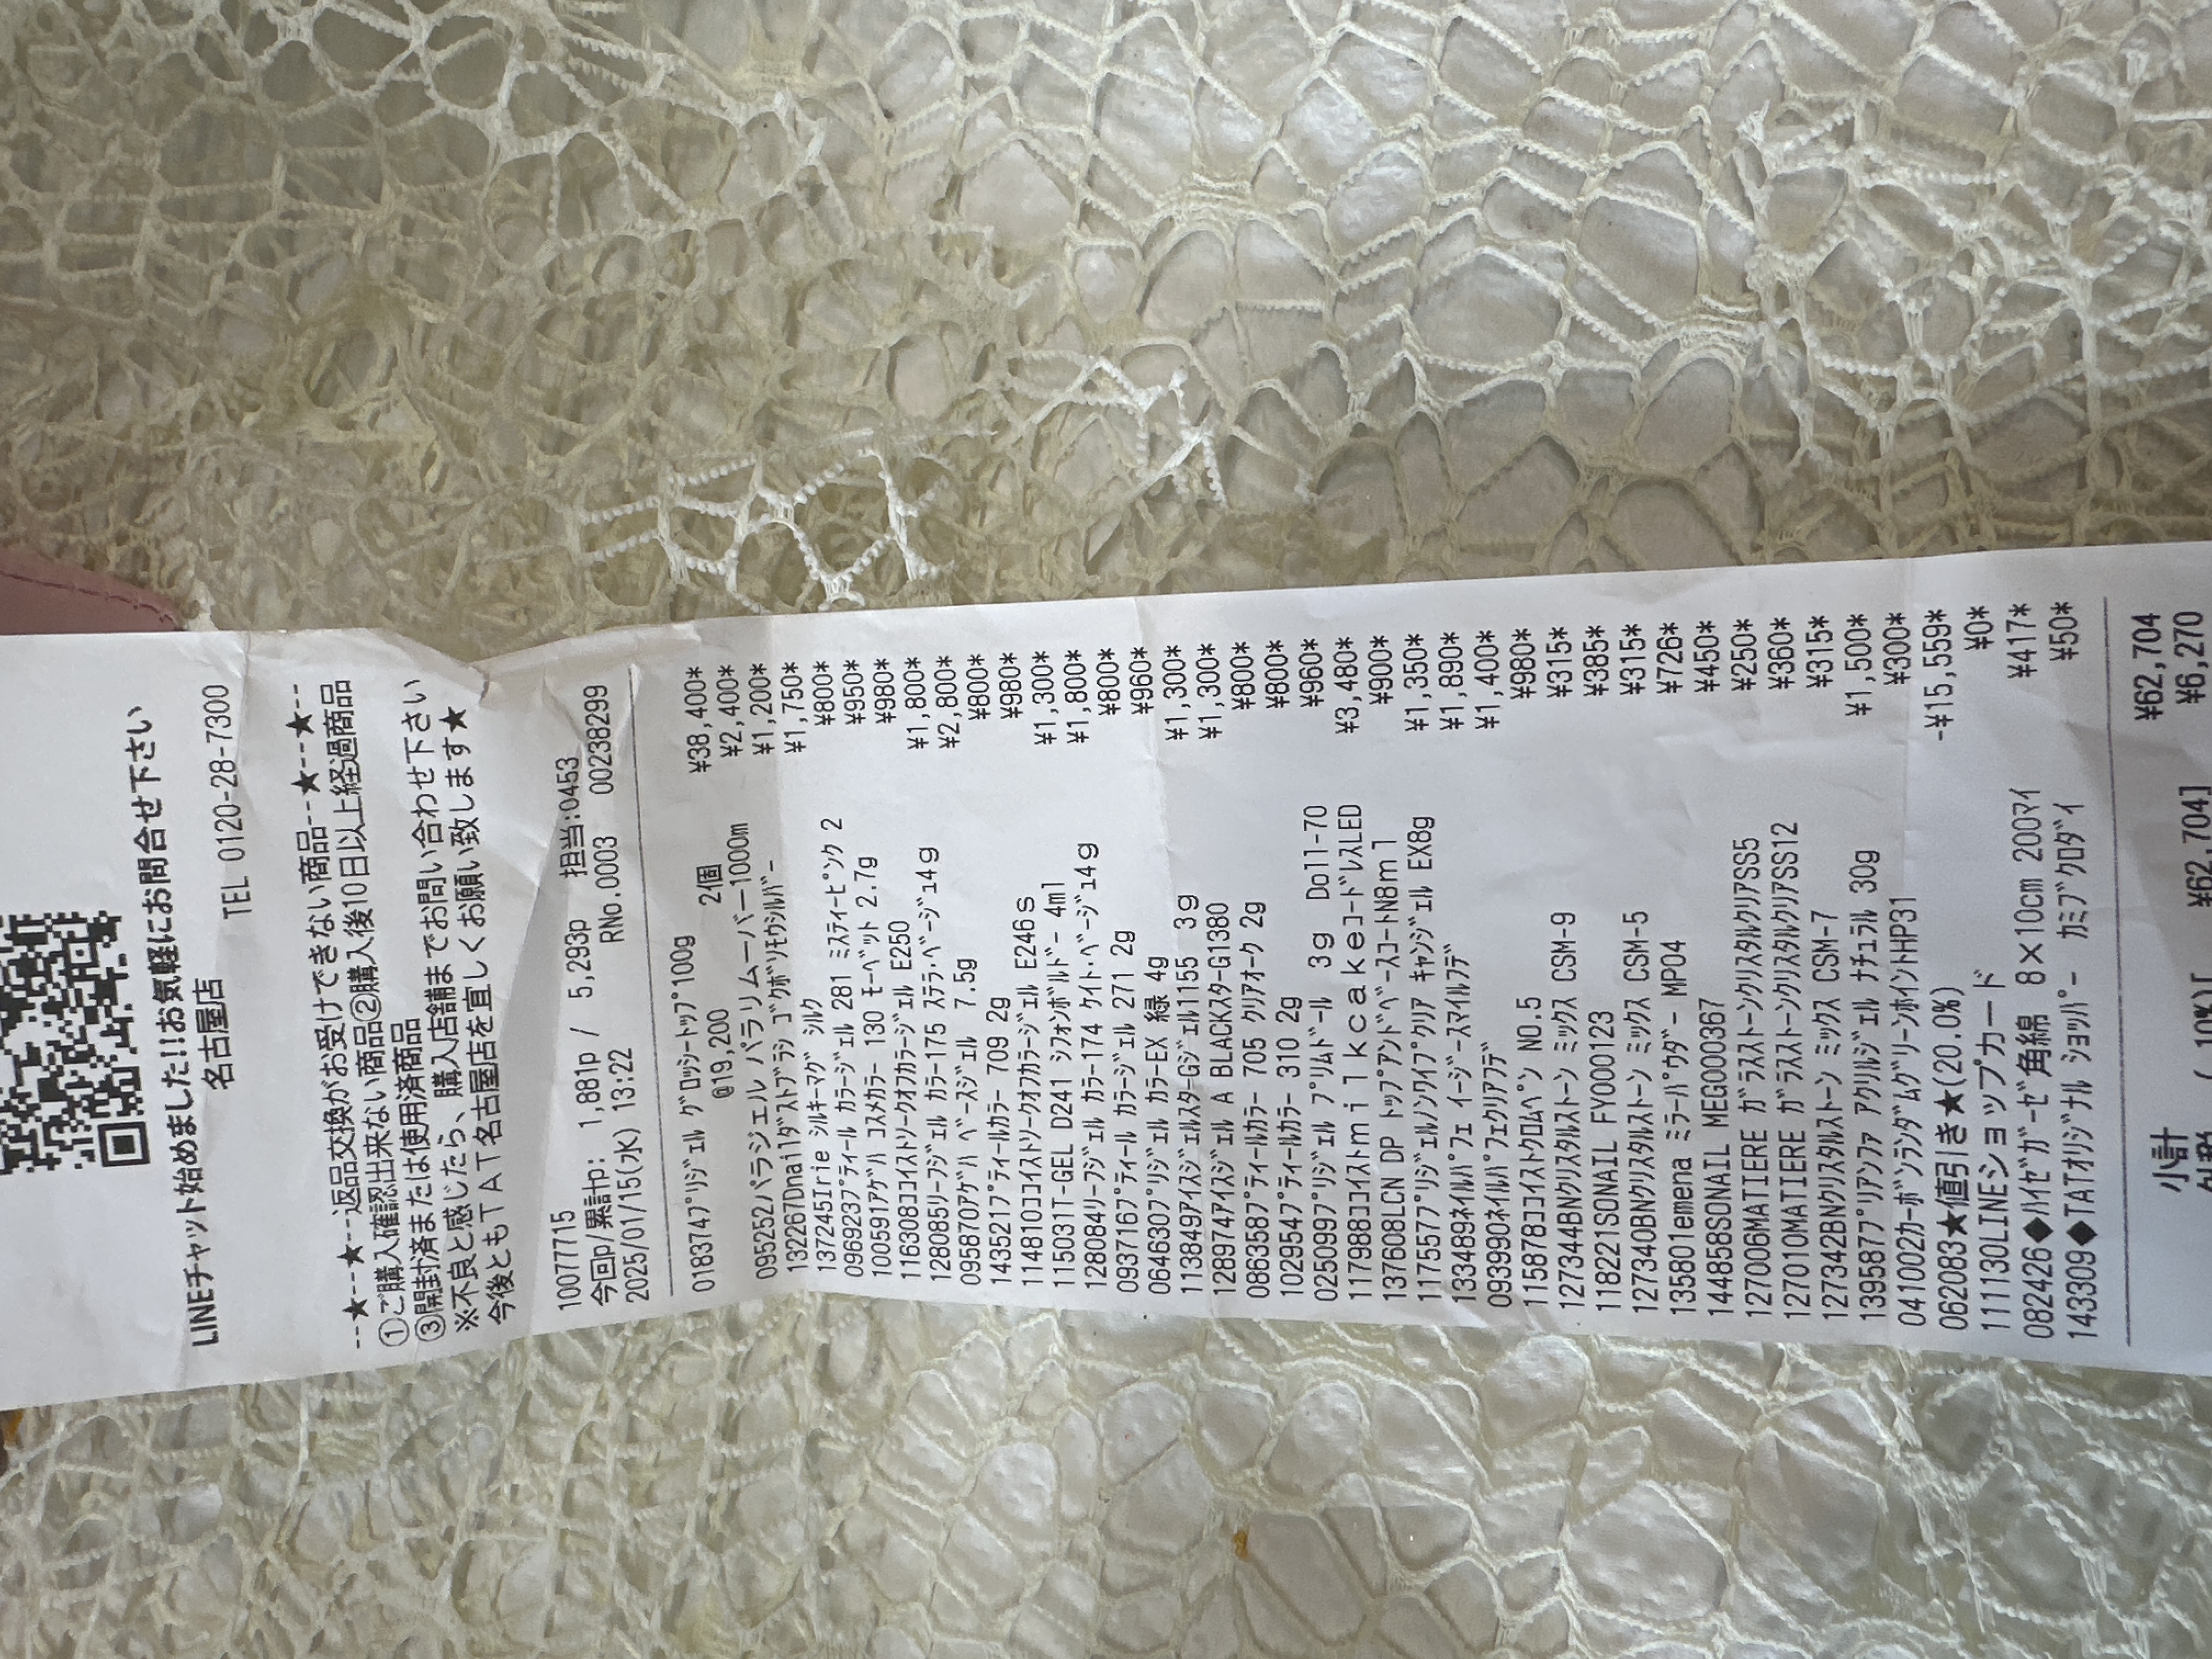 LINEチャット始めました!!お気軽にお問合せ下さい
名古屋店
TEL 0120-28-7300
--★--★--返品交換がお受けできない商品--★--★--
①ご購入確認出来ない商品②購入後10日以上経過商品
③開封済または使用済商品
※不良と感じたら、購入店舗までお問い合わせ下さい
今後ともTAT名古屋店を宜しくお願い致します★
10077715
今回p/累計p: 1,881p / 5,293p 担当:0453
2025/01/15(水) 13:22 RNo.0003 00238299
018374プリジェル グロッシートップ100g
@19,200 2個 ¥38,400*
095252パラジェル パラリムーバー1000m ¥2,400*
132267Dnailダストブラシ ゴクボソモウシルバー ¥1,200*
137245Irie シルキーマグ シルク ¥1,750*
096923プティール カラージェル 281 ミスティーピンク 2 ¥800*
100591アゲハ コスメカラー 130 モーベット 2.7g ¥950*
116308ココイストソークオフカラージェル E250 ¥980*
128085リーフジェル カラー175 ステラ・ベージュ4g ¥1,800*
095870アゲハ ベースジェル 7.5g ¥2,800*
143521プティールカラー 709 2g ¥800*
114810ココイストソークオフカラージェル E246s ¥980*
115031T-GEL D241 シフォンボルドー 4ml ¥1,300*
128084リーフジェル カラー174 ケイト・ベージュ4g ¥1,800*
093716プティール カラージェル 271 2g ¥800*
064630プリジェル カラーEX 緑 4g ¥960*
113849アイスジェルスターGジェル1155 3g ¥1,300*
128974アイスジェル A BLACKスターG1380 ¥1,300*
086358プティールカラー 705 クリアオーク 2g ¥800*
102954プティールカラー 310 2g ¥800*
025099プリジェル プリムドール 3g Doll-70 ¥960*
117988ココイストmilkcakeコードレスLED ¥3,480*
137608LCN DP トップアンドベースコートN8ml ¥900*
117557プリジェルノンワイプクリア キャンジェル EX8g ¥1,350*
133489ネイルパフェ イージースマイルフデ ¥1,890*
093990ネイルパフェクリアフデ ¥1,400*
115878ココイストクロムペン NO.5 ¥980*
127344BNクリスタルストーン ミックス CSM-9 ¥315*
118221SONAIL FY000123 ¥385*
127340BNクリスタルストーン ミックス CSM-5 ¥315*
135801emena ミラーパウダー MP04 ¥726*
144858SONAIL MEG000367 ¥450*
127006MATIERE ガラスストーンクリスタルクリアSS5 ¥250*
127010MATIERE ガラスストーンクリスタルクリアSS12 ¥360*
127342BNクリスタルストーン ミックス CSM-7 ¥315*
139587プリアンファ アクリルジェル ナチュラル 30g ¥1,500*
041002カーボンランダムグリーンポイントHP31 ¥300*
062083★値引き★(20.0%) -¥15,559*
111130LINEショップカード ¥0*
082426◆ハイゼガーゼ角綿 8×10cm 200マイ ¥417*
143309◆TATオリジナル ショッパー カミブクロダイ ¥50*
小計 ¥62,704
¥6,270
¥62,704]